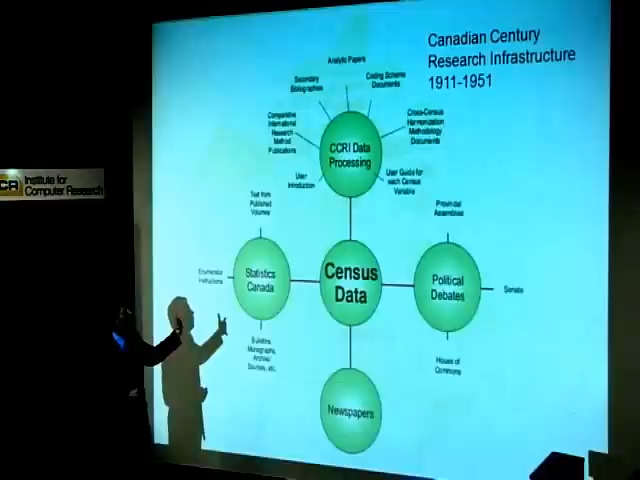 Canadian Century
Research Infrastructure
1911-1951
Analytic Papers
Secondary
Bibliographies
Coding Scheme
Documents
Comparative
International
Research
Method
Publications
Cross-Census
Harmonization
Methodology
Documents
CCRI Data
Processing
User
Introduction
User Guide for
each Census
Variable
Institute for
Computer Research
Text from
Published
Volumes
Provincial
Assemblies
Enumerator
Instructions
Statistics
Canada
Census
Data
Political
Debates
Senate
Bulletins,
Monographs,
Archival
Sources, etc.
House of
Commons
Newspapers